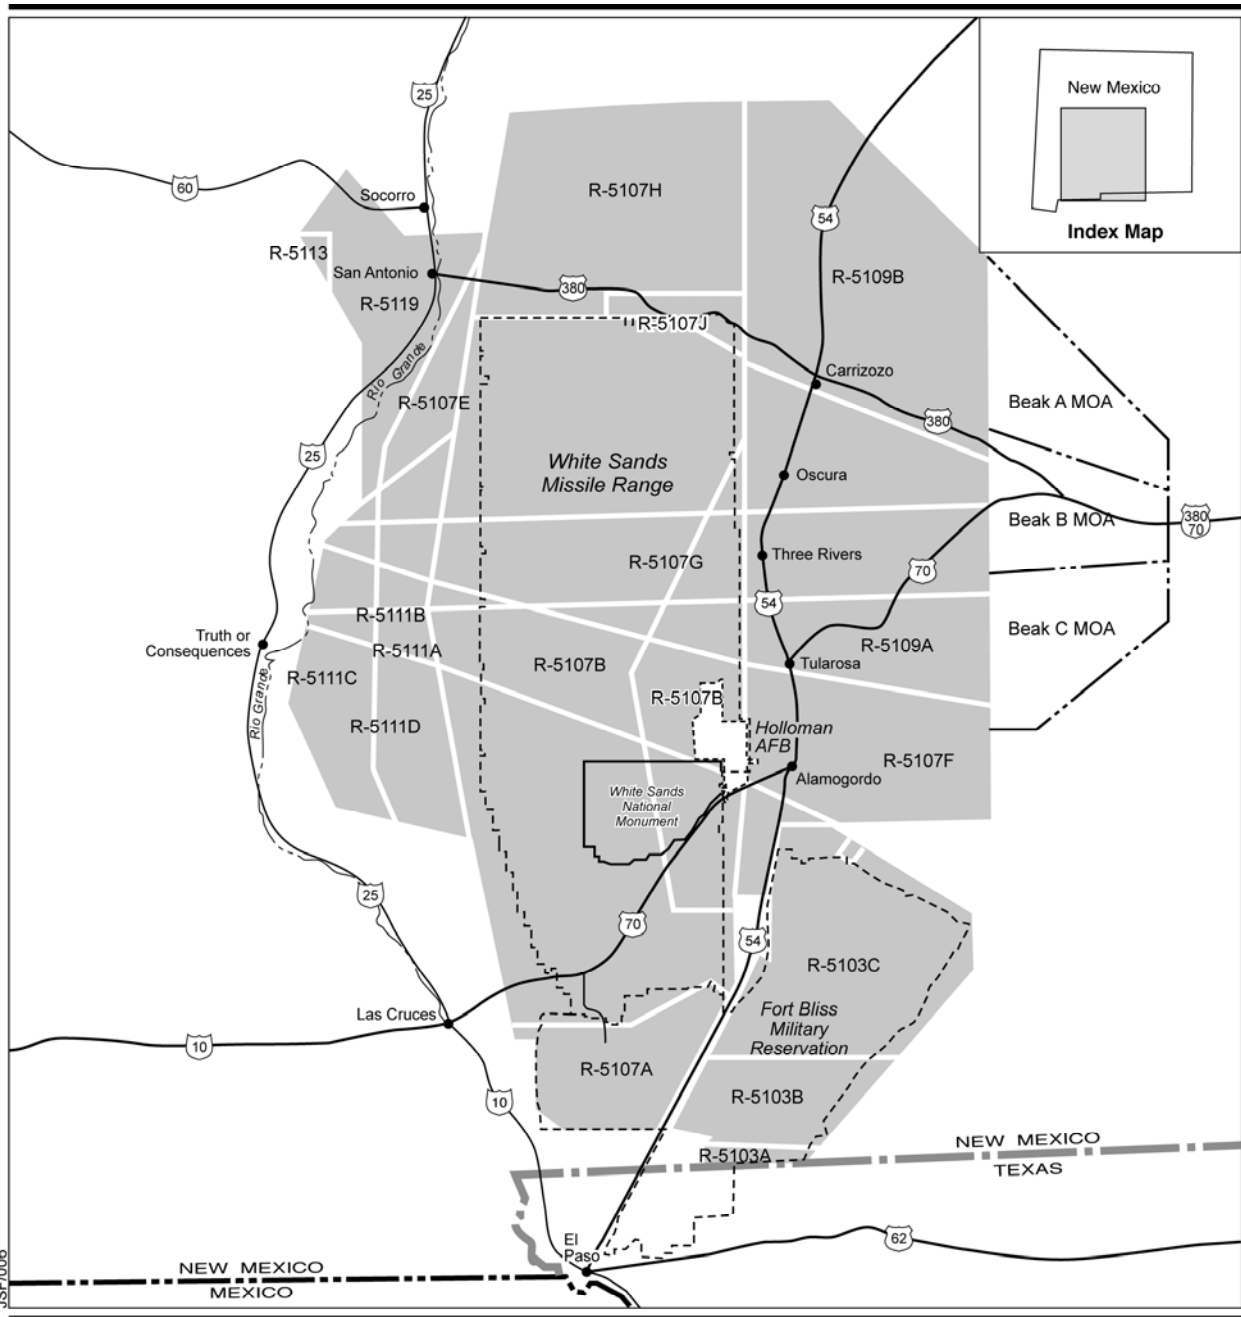 25
New Mexico
Index Map
60
Socorro
R-5107H
54
R-5113
San Antonio
380
R-5109B
R-5119
R-5107J
Rio Grande
Carrizozo
R-5107E
Beak A MOA
380
25
White Sands
Missile Range
Oscura
380
70
Beak B MOA
Three Rivers
R-5107G
70
54
R-5111B
Truth or
Consequences
R-5111A
R-5109A
Beak C MOA
R-5107B
Tularosa
R-5111C
R-5107B
Rio Grande
R-5111D
Holloman
AFB
R-5107F
Alamogordo
White Sands
National
Monument
25
70
54
R-5103C
Las Cruces
Fort Bliss
Military
Reservation
10
R-5107A
10
R-5103B
NEW MEXICO
R-5103A
TEXAS
62
El
Paso
NEW MEXICO
MEXICO
JSF/006